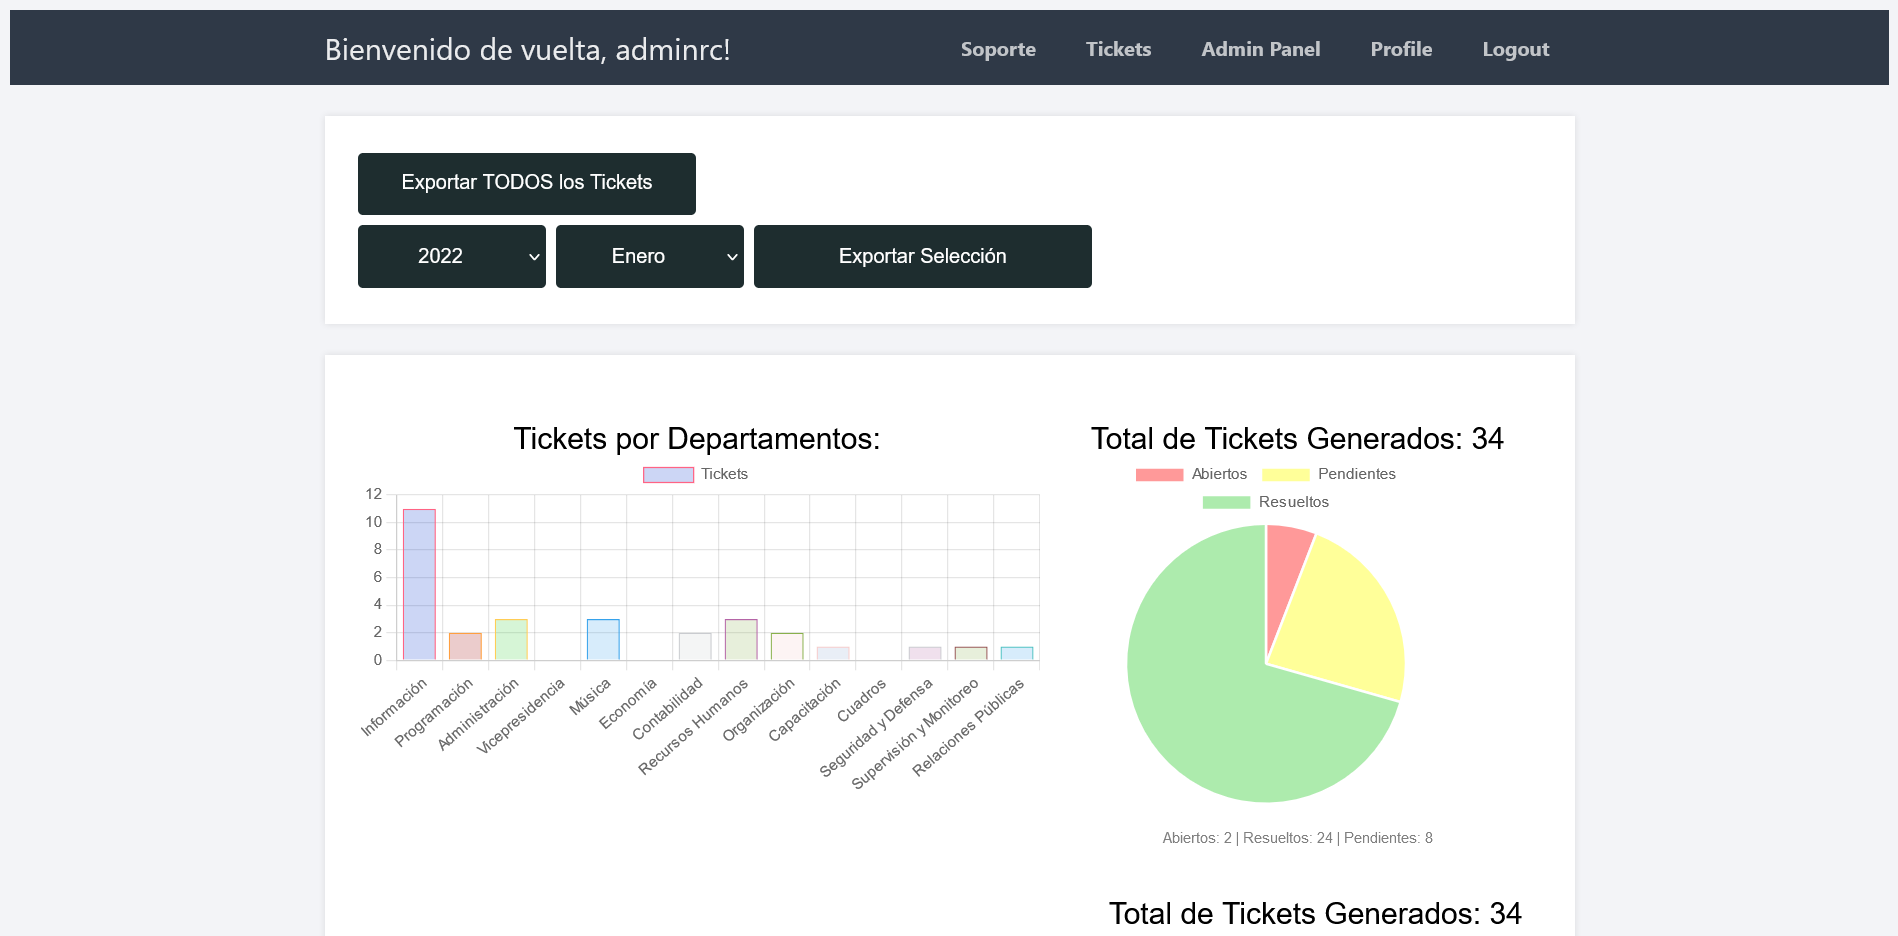 Bienvenido de vuelta, adminrc!
Soporte Tickets Admin Panel Profile Logout
Exportar TODOS los Tickets
2022 Enero Exportar Selección
Tickets por Departamentos:
Tickets
12
10
8
6
4
2
0
Información
Programación
Administración
Vicepresidencia
Música
Economía
Contabilidad
Recursos Humanos
Organización
Capacitación
Cuadros
Seguridad y Defensa
Supervisión y Monitoreo
Relaciones Públicas
Total de Tickets Generados: 34
Abiertos Pendientes
Resueltos
Abiertos: 2 | Resueltos: 24 | Pendientes: 8
Total de Tickets Generados: 34